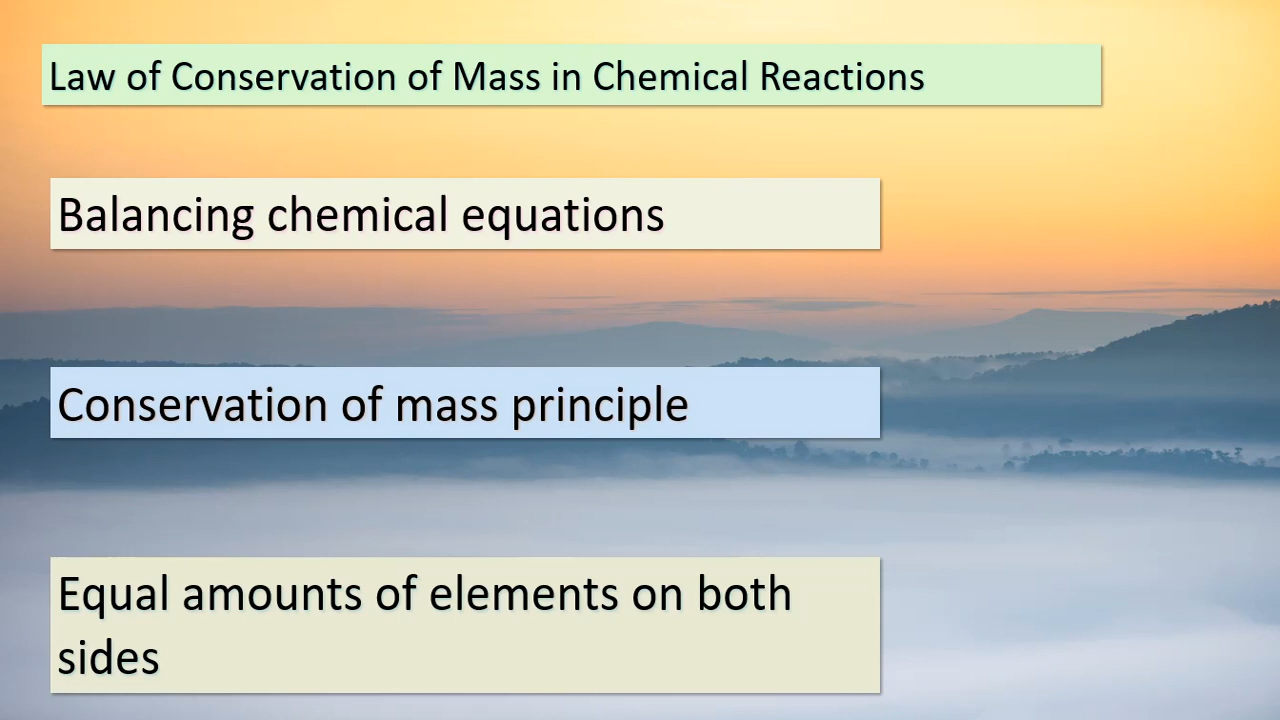 Law of Conservation of Mass in Chemical Reactions
Balancing chemical equations
Conservation of mass principle
Equal amounts of elements on both
sides